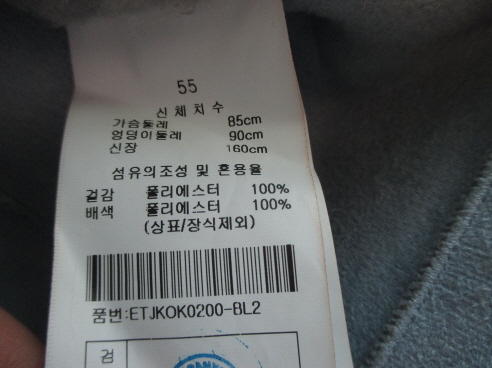 55
신체치수
가슴둘레 85cm
엉덩이둘레 90cm
신장 160cm
섬유의조성 및 혼용율
겉감 폴리에스터 100%
배색 폴리에스터 100%
(상표/장식제외)
품번:ETJKOK0200-BL2
검